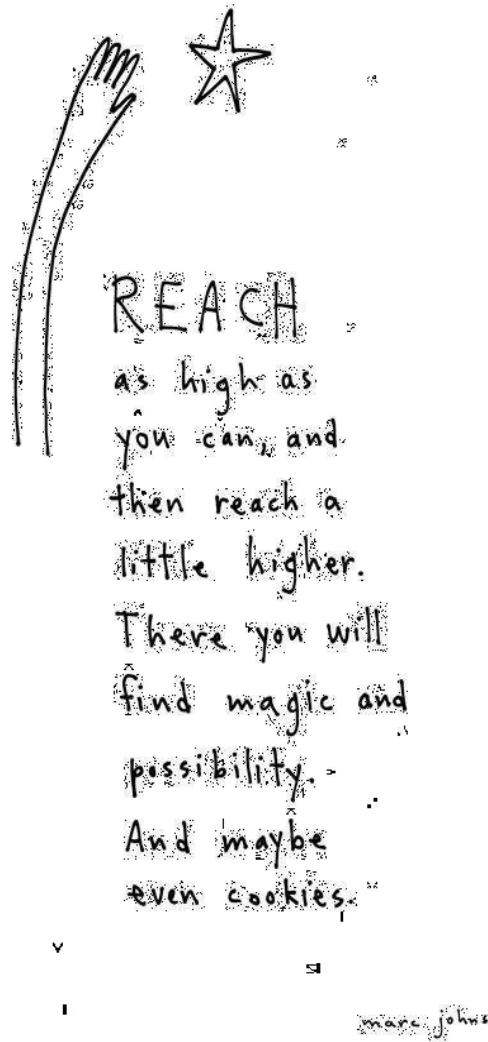 REACH
as high as
you can, and
then reach a
little higher.
There you will
find magic and
possibility.
And maybe
even cookies.
marc johns